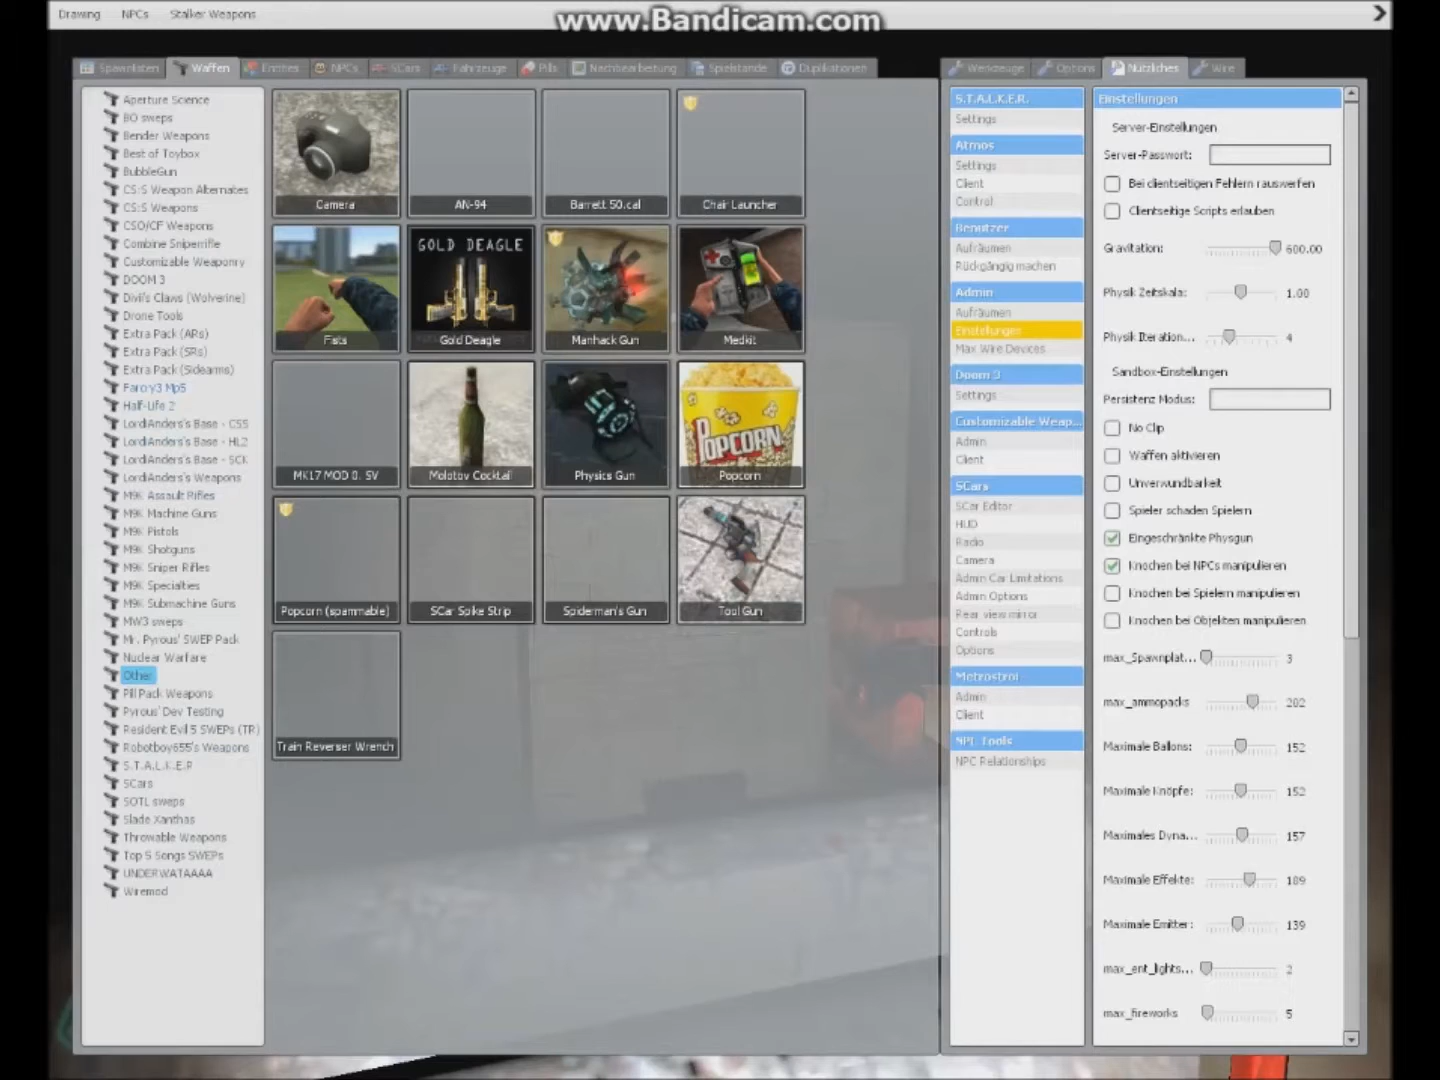 Drawing NPCs Stalker Weapons
www.Bandicam.com
Spawnlisten Waffen Entities NPCs SCars Fahrzeuge Pills Nachbearbeitung Spielstände Duplikationen
Werkzeuge Options Nützliches Wire
Aperture Science
BO sweps
Bender Weapons
Best of Toybox
BubbleGun
CS:S Weapon Alternates
CS:S Weapons
CSO/CF Weapons
Combine Sniperrifle
Customizable Weaponry
DOOM 3
Divil's Claws (Wolverine)
Drone Tools
Extra Pack (ARs)
Extra Pack (SRs)
Extra Pack (Sidearms)
Farcry3 Mp5
Half-Life 2
LordiAnders's Base - CSS
LordiAnders's Base - HL2
LordiAnders's Base - SCK
LordiAnders's Weapons
M9K Assault Rifles
M9K Machine Guns
M9K Pistols
M9K Shotguns
M9K Sniper Rifles
M9K Specialties
M9K Submachine Guns
MW3 sweps
Mr. Pyrous' SWEP Pack
Nuclear Warfare
Other
Pill Pack Weapons
Pyrous' Dev Testing
Resident Evil 5 SWEPs (TR)
Robotboy655's Weapons
S.T.A.L.K.E.R
SCars
SOTL sweps
Slade Xanthas
Throwable Weapons
Top 5 Songs SWEPs
UNDERWATAAAA
Wiremod
Camera AN-94 Barrett 50.cal Chair Launcher
GOLD DEAGLE
Fists Gold Deagle Manhack Gun Medkit
POPCORN
MK17 MOD 0. SV Molotov Cocktail Physics Gun Popcorn
Popcorn (spammable) SCar Spike Strip Spiderman's Gun Tool Gun
Train Reverser Wrench
S.T.A.L.K.E.R.
Settings
Atmos
Settings
Client
Control
Benutzer
Aufräumen
Rückgängig machen
Admin
Aufräumen
Einstellungen
Max Wire Devices
Doom 3
Settings
Customizable Weap...
Admin
Client
SCars
SCar Editor
HUD
Radio
Camera
Admin Car Limitations
Admin Options
Rear view mirror
Controls
Options
Metrostroi
Admin
Client
NPC Tools
NPC Relationships
Einstellungen
Server-Einstellungen
Server-Passwort:
Bei clientseitigen Fehlern rauswerfen
Clientseitige Scripts erlauben
Gravitation: 600.00
Physik Zeitskala: 1.00
Physik Iteration... 4
Sandbox-Einstellungen
Persistenz Modus:
No Clip
Waffen aktivieren
Unverwundbarkeit
Spieler schaden Spielern
Eingeschränkte Physgun
Knochen bei NPCs manipulieren
Knochen bei Spielern manipulieren
Knochen bei Objekten manipulieren
max_Spawnplat... 3
max_ammopacks 202
Maximale Ballons: 152
Maximale Knöpfe: 152
Maximales Dyna... 157
Maximale Effekte: 189
Maximale Emitter: 139
max_ent_lights... 2
max_fireworks 5